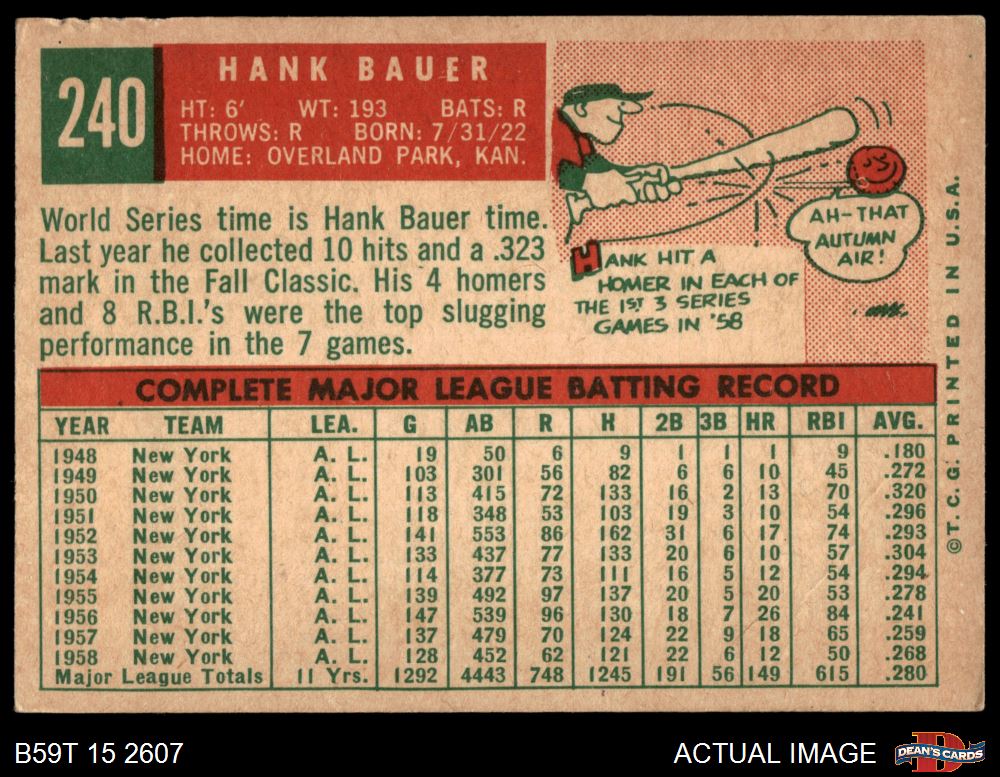 240
HANK BAUER
HT: 6' WT: 193 BATS: R
THROWS: R BORN: 7/31/22
HOME: OVERLAND PARK, KAN.
World Series time is Hank Bauer time.
Last year he collected 10 hits and a .323
mark in the Fall Classic. His 4 homers
and 8 R.B.I.'s were the top slugging
performance in the 7 games.
AH-THAT
AUTUMN
AIR!
HANK HIT A
HOMER IN EACH OF
THE 1ST 3 SERIES
GAMES IN '58
COMPLETE MAJOR LEAGUE BATTING RECORD
YEAR TEAM LEA. G AB R H 2B 3B HR RBI AVG.
1948 New York A. L. 19 50 6 9 1 1 1 9 .180
1949 New York A. L. 103 301 56 82 6 6 10 45 .272
1950 New York A. L. 113 415 72 133 16 2 13 70 .320
1951 New York A. L. 118 348 53 103 19 3 10 54 .296
1952 New York A. L. 141 553 86 162 31 6 17 74 .293
1953 New York A. L. 133 437 77 133 20 6 10 57 .304
1954 New York A. L. 114 377 73 111 16 5 12 54 .294
1955 New York A. L. 139 492 97 137 20 5 20 53 .278
1956 New York A. L. 147 539 96 130 18 7 26 84 .241
1957 New York A. L. 137 479 70 124 22 9 18 65 .259
1958 New York A. L. 128 452 62 121 22 6 12 50 .268
Major League Totals 11 Yrs. 1292 4443 748 1245 191 56 149 615 .280
©T. C. G. PRINTED IN U.S.A.
B59T 15 2607
ACTUAL IMAGE
DEAN'S CARDS